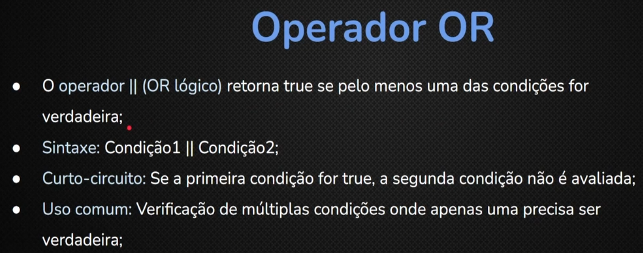 Operador OR
● O operador || (OR lógico) retorna true se pelo menos uma das condições for
verdadeira;
● Sintaxe: Condição1 || Condição2;
● Curto-circuito: Se a primeira condição for true, a segunda condição não é avaliada;
● Uso comum: Verificação de múltiplas condições onde apenas uma precisa ser
verdadeira;